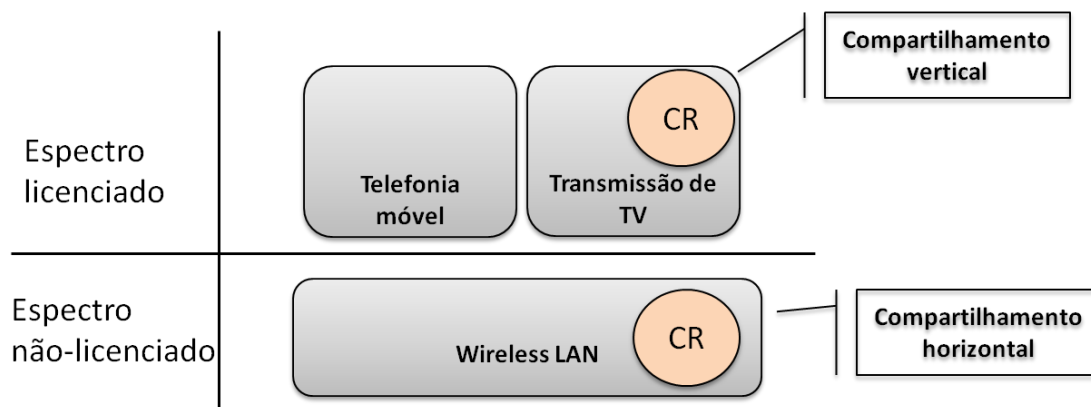 Compartilhamento
vertical
CR
Espectro
licenciado
Telefonia
móvel
Transmissão de
TV
Espectro
não-licenciado
CR
Wireless LAN
Compartilhamento
horizontal